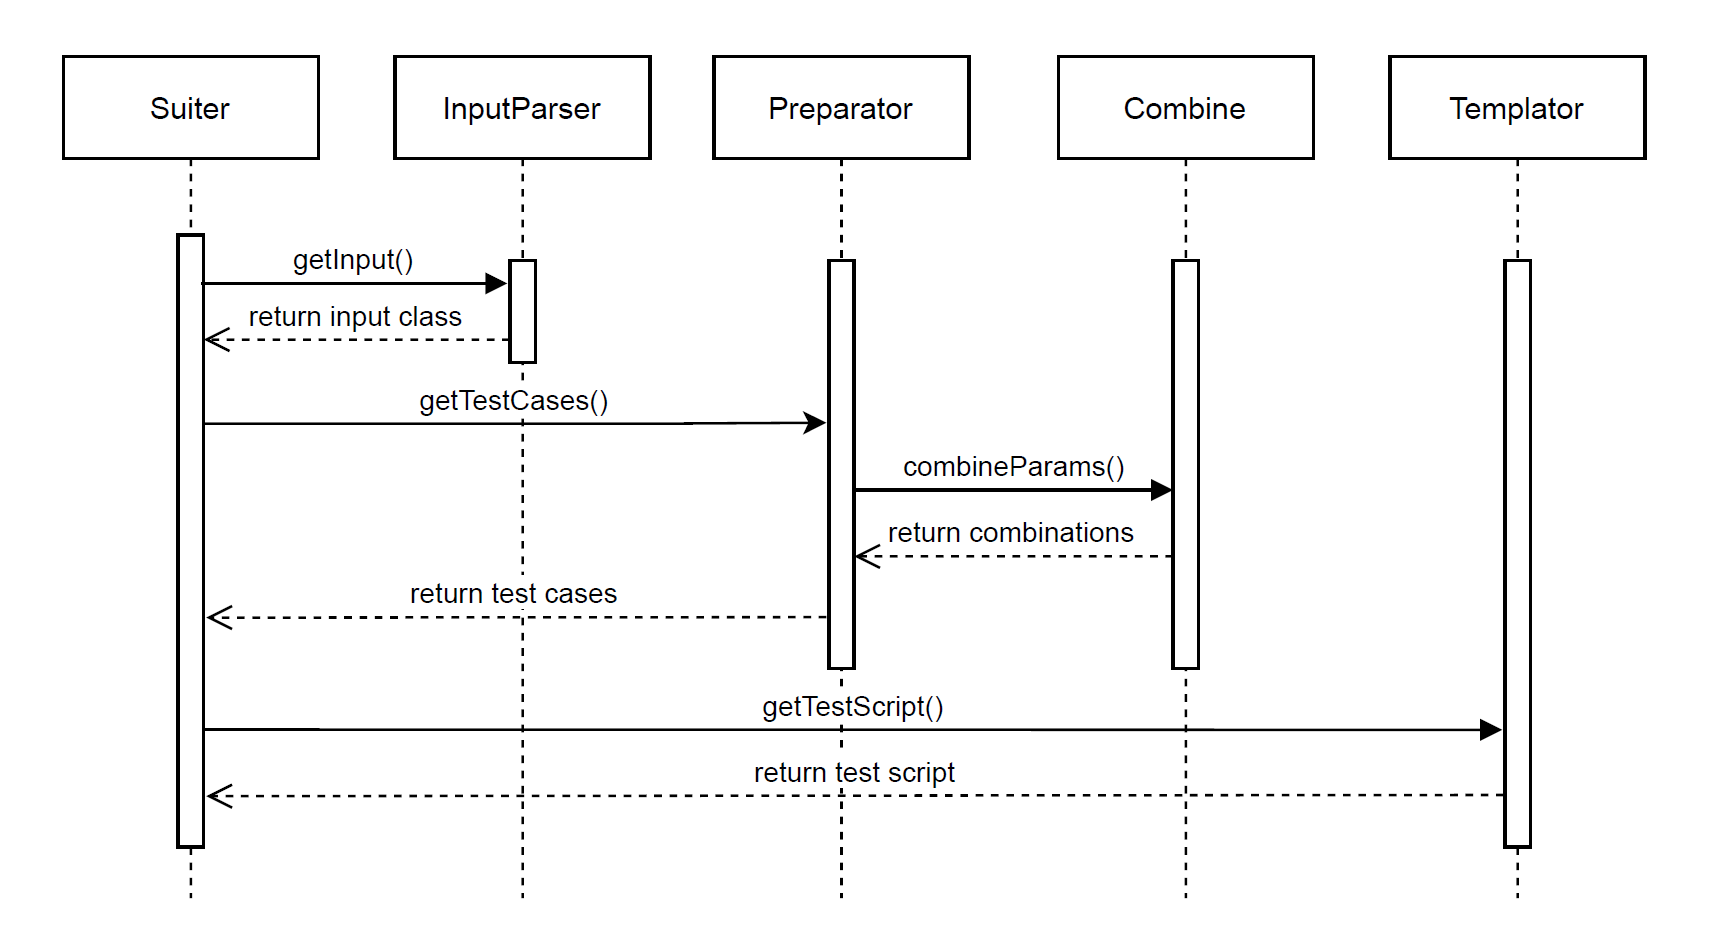 Suiter
InputParser
Preparator
Combine
Templator
getInput()
return input class
getTestCases()
combineParams()
return combinations
return test cases
getTestScript()
return test script